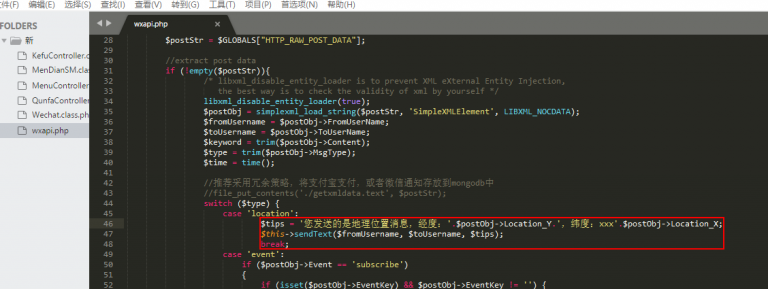 文件(F) 编辑(E) 选择(S) 查找(I) 查看(V) 转到(G) 工具(T) 项目(P) 首选项(N) 帮助(H)
FOLDERS
新
KefuController.c
MenDianSM.class
MenuController
QunfaController
Wechat.class.php
wxapi.php
wxapi.php ×
28 $postStr = $GLOBALS["HTTP_RAW_POST_DATA"];
29
30 //extract post data
31 if (!empty($postStr)){
32 /* libxml_disable_entity_loader is to prevent XML eXternal Entity Injection,
33 the best way is to check the validity of xml by yourself */
34 libxml_disable_entity_loader(true);
35 $postObj = simplexml_load_string($postStr, 'SimpleXMLElement', LIBXML_NOCDATA);
36 $fromUsername = $postObj->FromUserName;
37 $toUsername = $postObj->ToUserName;
38 $keyword = trim($postObj->Content);
39 $type = trim($postObj->MsgType);
40 $time = time();
41
42 //推荐采用冗余策略，将支付宝支付，或者微信通知存放到mongodb中
43 //file_put_contents('./getxmldata.text', $postStr);
44 switch ($type) {
45 case 'location':
46 $tips = '您发送的是地理位置消息，经度：'.$postObj->Location_Y.'，纬度：xxx'.$postObj->Location_X;
47 $this->sendText($fromUsername, $toUsername, $tips);
48 break;
49 case 'event':
50 if ($postObj->Event == 'subscribe')
51 {
52 if (isset($postObj->EventKey) && $postObj->EventKey != '') {